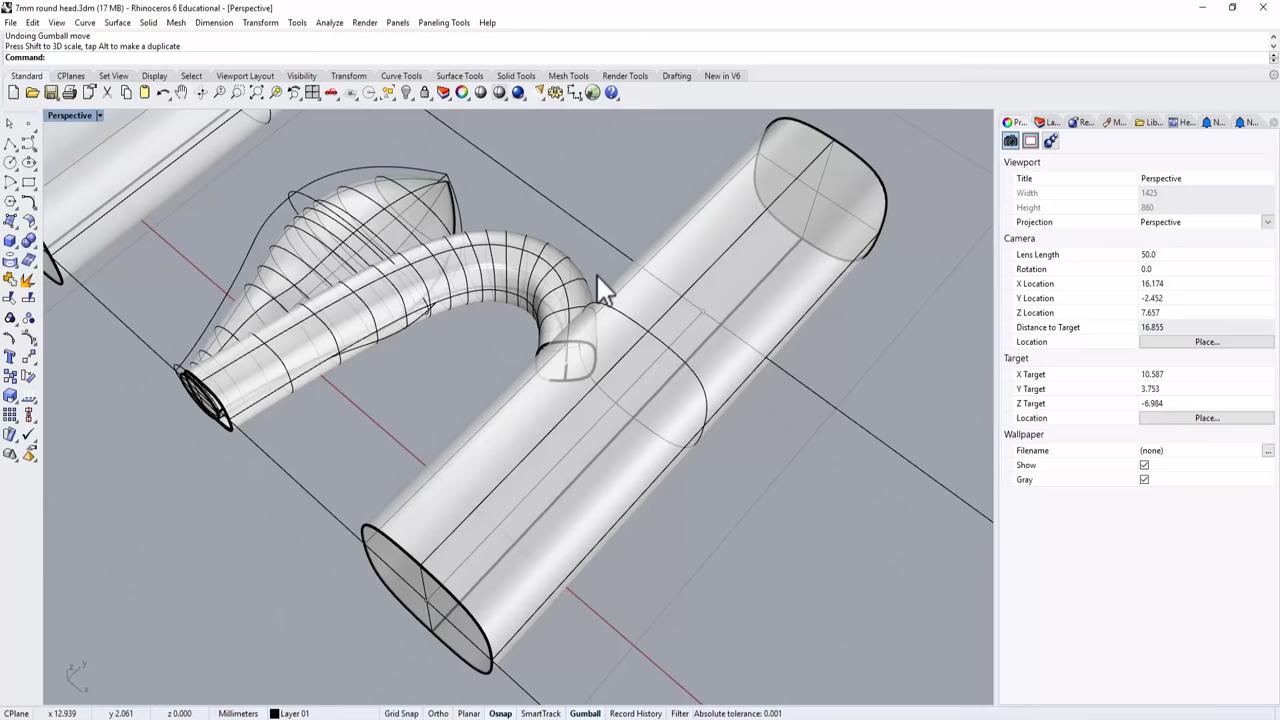 7mm round head.3dm (17 MB) - Rhinoceros 6 Educational - [Perspective]
File Edit View Curve Surface Solid Mesh Dimension Transform Tools Analyze Render Panels Paneling Tools Help
Undoing Gumball move
Press Shift to 3D scale, tap Alt to make a duplicate
Command:
Standard CPlanes Set View Display Select Viewport Layout Visibility Transform Curve Tools Surface Tools Solid Tools Mesh Tools Render Tools Drafting New in V6
Perspective
Pr... La... Re... M... Lib... He... N... N...
Viewport
Title Perspective
Width 1425
Height 860
Projection Perspective
Camera
Lens Length 50.0
Rotation 0.0
X Location 16.174
Y Location -2.452
Z Location 7.657
Distance to Target 16.855
Location Place...
Target
X Target 10.587
Y Target 3.753
Z Target -6.984
Location Place...
Wallpaper
Filename (none) ...
Show
Gray
z y
x
CPlane x 12.939 y 2.061 z 0.000 Millimeters Layer 01 Grid Snap Ortho Planar Osnap SmartTrack Gumball Record History Filter Absolute tolerance: 0.001